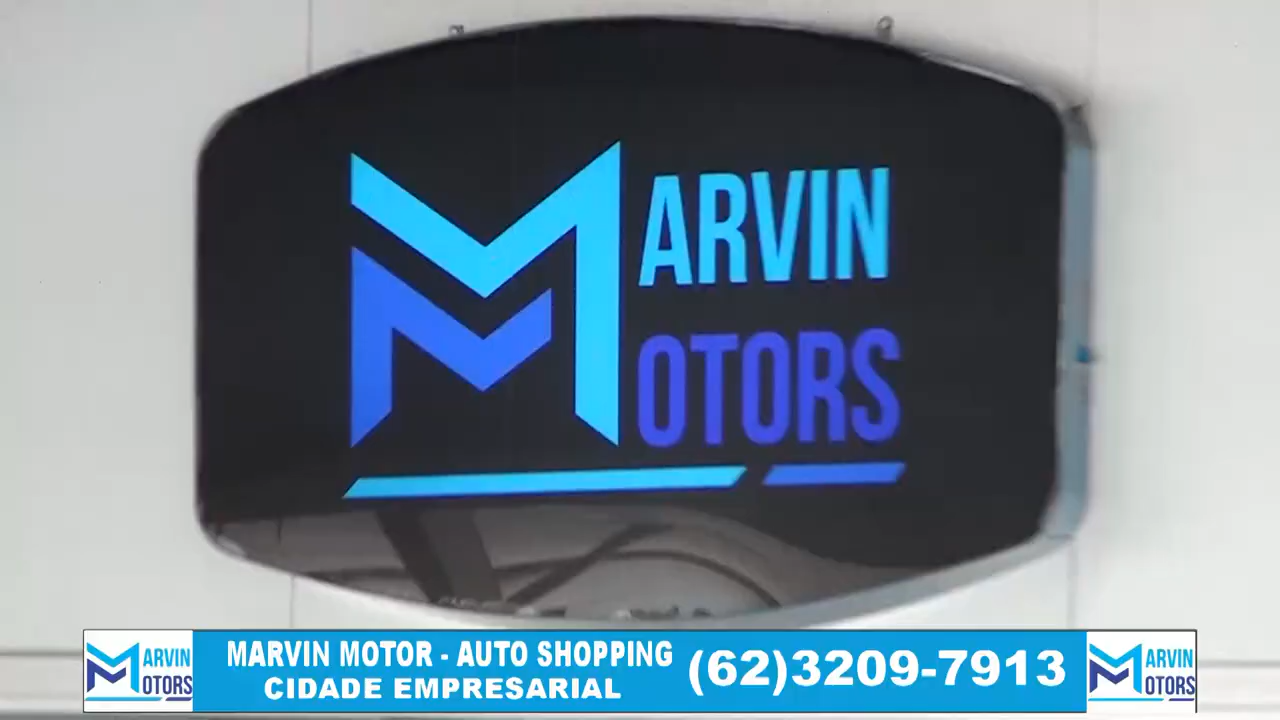 MARVIN
MOTORS
MARVIN MOTOR - AUTO SHOPPING
CIDADE EMPRESARIAL
(62)3209-7913
MARVIN
MOTORS
MARVIN
MOTORS